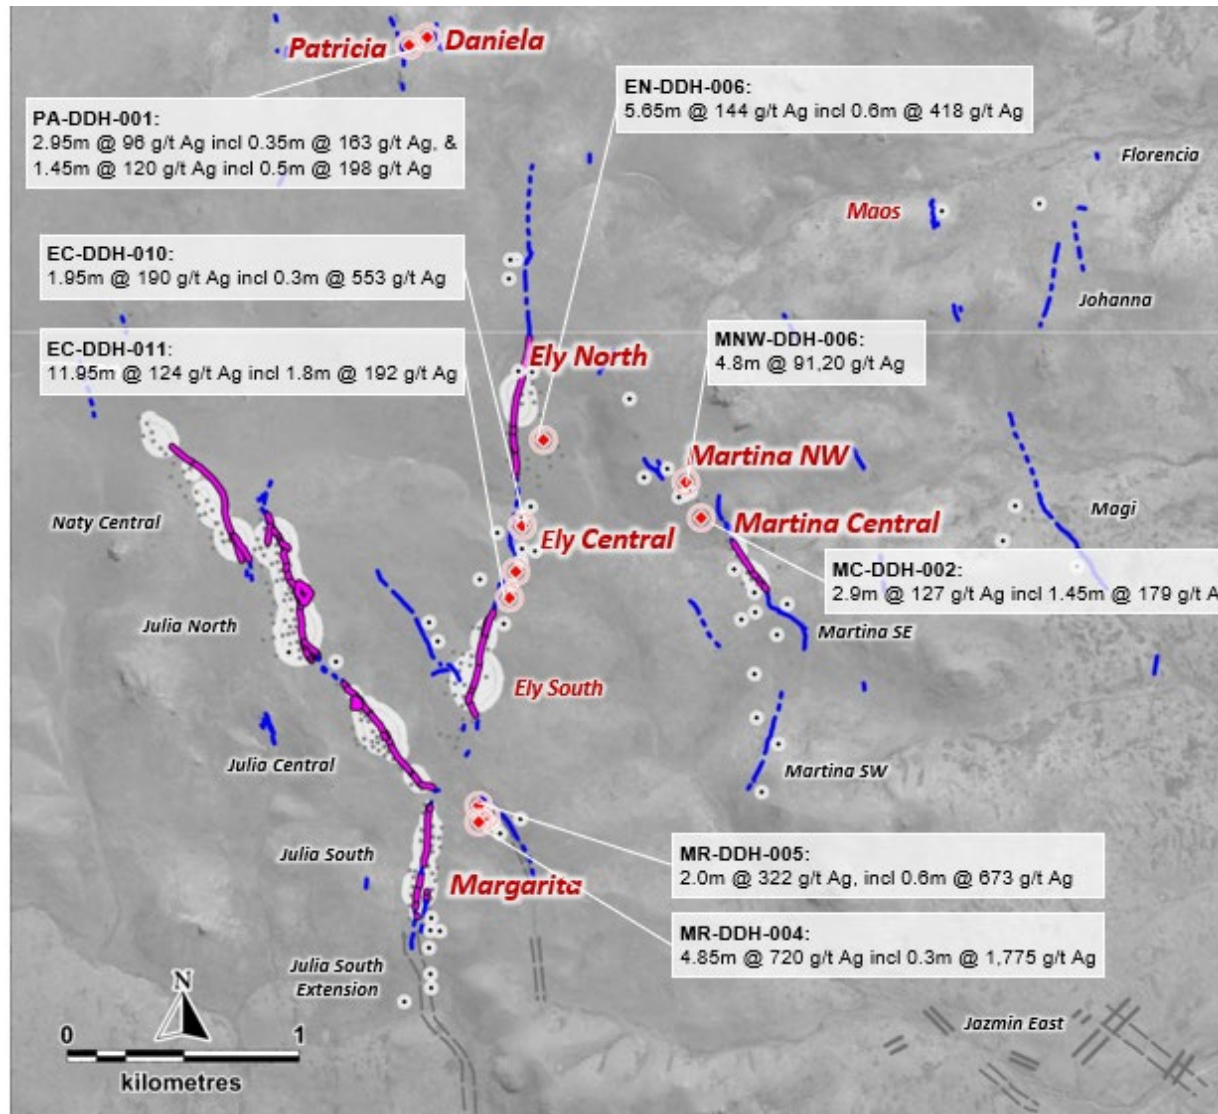 Patricia
Daniela
PA-DDH-001:
2.95m @ 96 g/t Ag incl 0.35m @ 163 g/t Ag, &
1.45m @ 120 g/t Ag incl 0.5m @ 198 g/t Ag
EN-DDH-006:
5.65m @ 144 g/t Ag incl 0.6m @ 418 g/t Ag
Florencia
Maos
EC-DDH-010:
1.95m @ 190 g/t Ag incl 0.3m @ 553 g/t Ag
Johanna
EC-DDH-011:
11.95m @ 124 g/t Ag incl 1.8m @ 192 g/t Ag
Ely North
MNW-DDH-006:
4.8m @ 91,20 g/t Ag
Martina NW
Naty Central
Ely Central
Martina Central
Magi
MC-DDH-002:
2.9m @ 127 g/t Ag incl 1.45m @ 179 g/t A
Julia North
Martina SE
Ely South
Julia Central
Martina SW
Julia South
Margarita
MR-DDH-005:
2.0m @ 322 g/t Ag, incl 0.6m @ 673 g/t Ag
MR-DDH-004:
4.85m @ 720 g/t Ag incl 0.3m @ 1,775 g/t Ag
Julia South
Extension
N
Jazmin East
0 1
kilometres